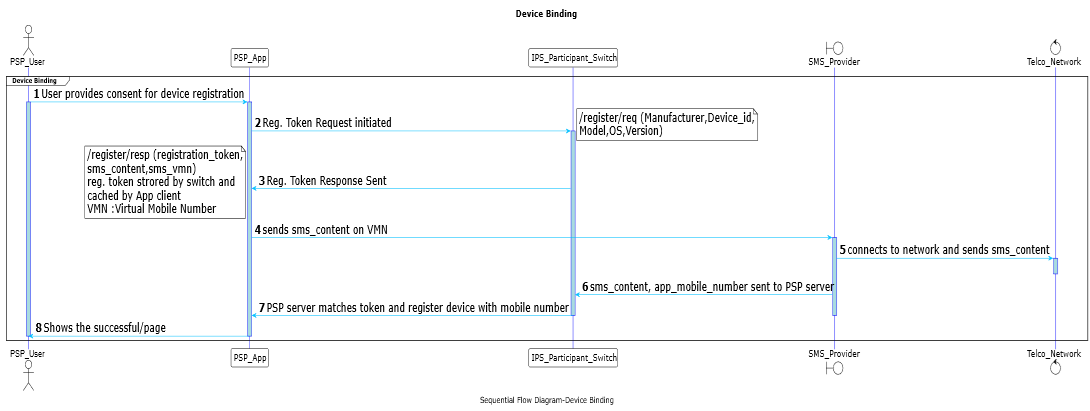 Device Binding
PSP_User
PSP_App
IPS_Participant_Switch
SMS_Provider
Telco_Network
Device Binding
1 User provides consent for device registration
2 Reg. Token Request initiated
/register/req (Manufacturer,Device_id,
Model,OS,Version)
/register/resp (registration_token,
sms_content,sms_vmn)
reg. token strored by switch and
cached by App client
VMN :Virtual Mobile Number
3 Reg. Token Response Sent
4 sends sms_content on VMN
5 connects to network and sends sms_content
6 sms_content, app_mobile_number sent to PSP server
7 PSP server matches token and register device with mobile number
8 Shows the successful/page
PSP_User
PSP_App
IPS_Participant_Switch
SMS_Provider
Telco_Network
Sequential Flow Diagram-Device Binding